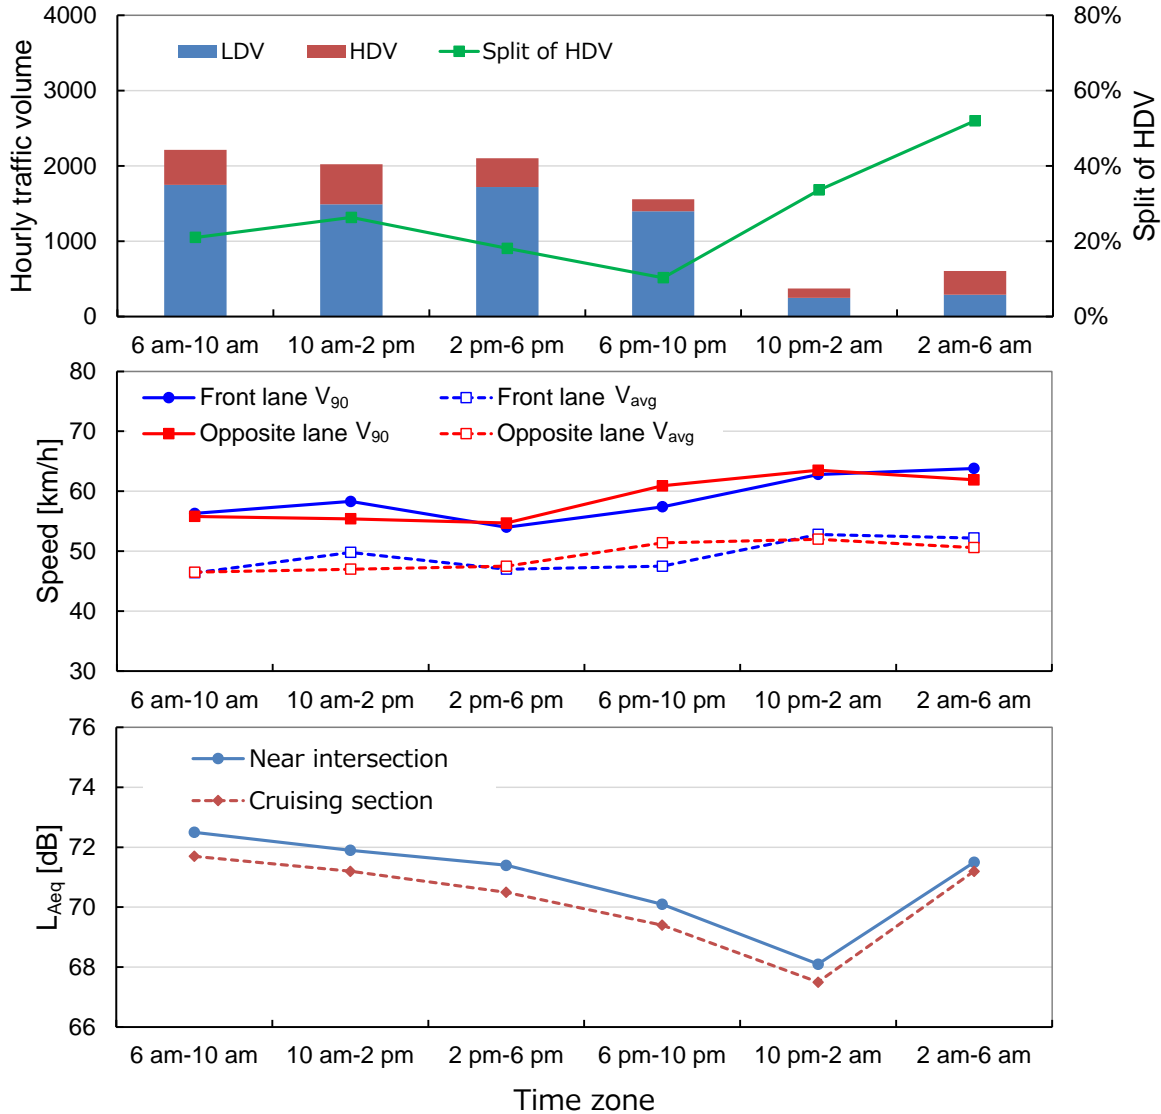 4000
3000
2000
1000
0
Hourly traffic volume
80%
60%
40%
20%
0%
Split of HDV
LDV HDV Split of HDV
6 am-10 am 10 am-2 pm 2 pm-6 pm 6 pm-10 pm 10 pm-2 am 2 am-6 am
80
70
60
50
40
30
Speed [km/h]
Front lane V90 Front lane Vavg
Opposite lane V90 Opposite lane Vavg
6 am-10 am 10 am-2 pm 2 pm-6 pm 6 pm-10 pm 10 pm-2 am 2 am-6 am
76
74
72
70
68
66
LAeq [dB]
Near intersection
Cruising section
6 am-10 am 10 am-2 pm 2 pm-6 pm 6 pm-10 pm 10 pm-2 am 2 am-6 am
Time zone